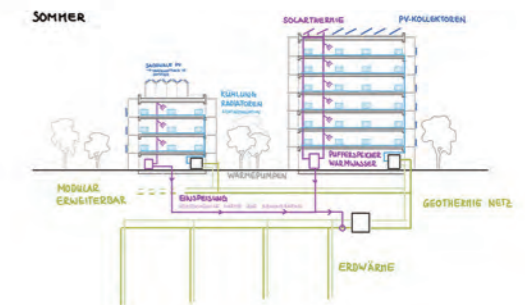 SOMMER
SOLARTHERMIE
PV-KOLLEKTOREN
KÜHLUNG
RADIATOREN
PUFFERSPEICHER
WARMWASSER
WÄRMEPUMPEN
MODULAR
ERWEITERBAR
EINSPEISUNG
GEOTHERMIE NETZ
ERDWÄRME